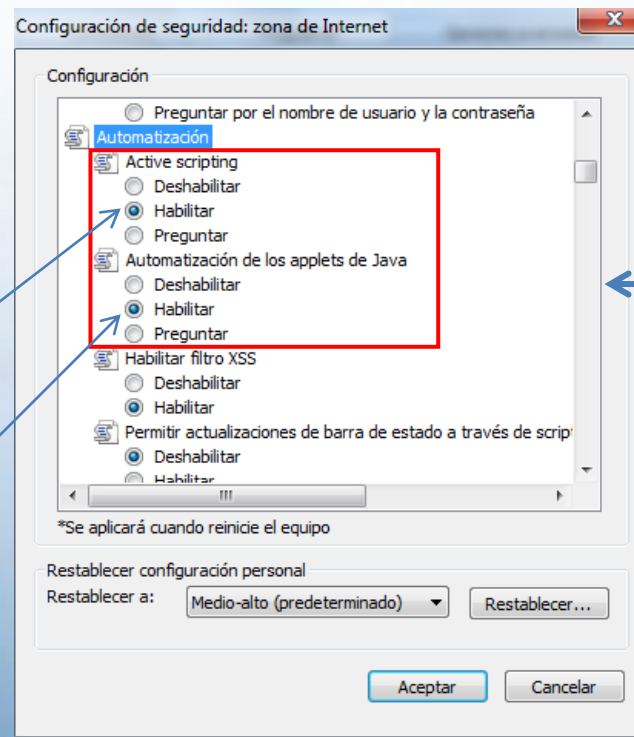 Configuración de seguridad: zona de Internet
Configuración
Preguntar por el nombre de usuario y la contraseña
Automatización
Active scripting
Deshabilitar
Habilitar
Preguntar
Automatización de los applets de Java
Deshabilitar
Habilitar
Preguntar
Habilitar filtro XSS
Deshabilitar
Habilitar
Permitir actualizaciones de barra de estado a través de scrip
Deshabilitar
Habilitar
*Se aplicará cuando reinicie el equipo
Restablecer configuración personal
Restablecer a: Medio-alto (predeterminado) Restablecer...
Aceptar Cancelar